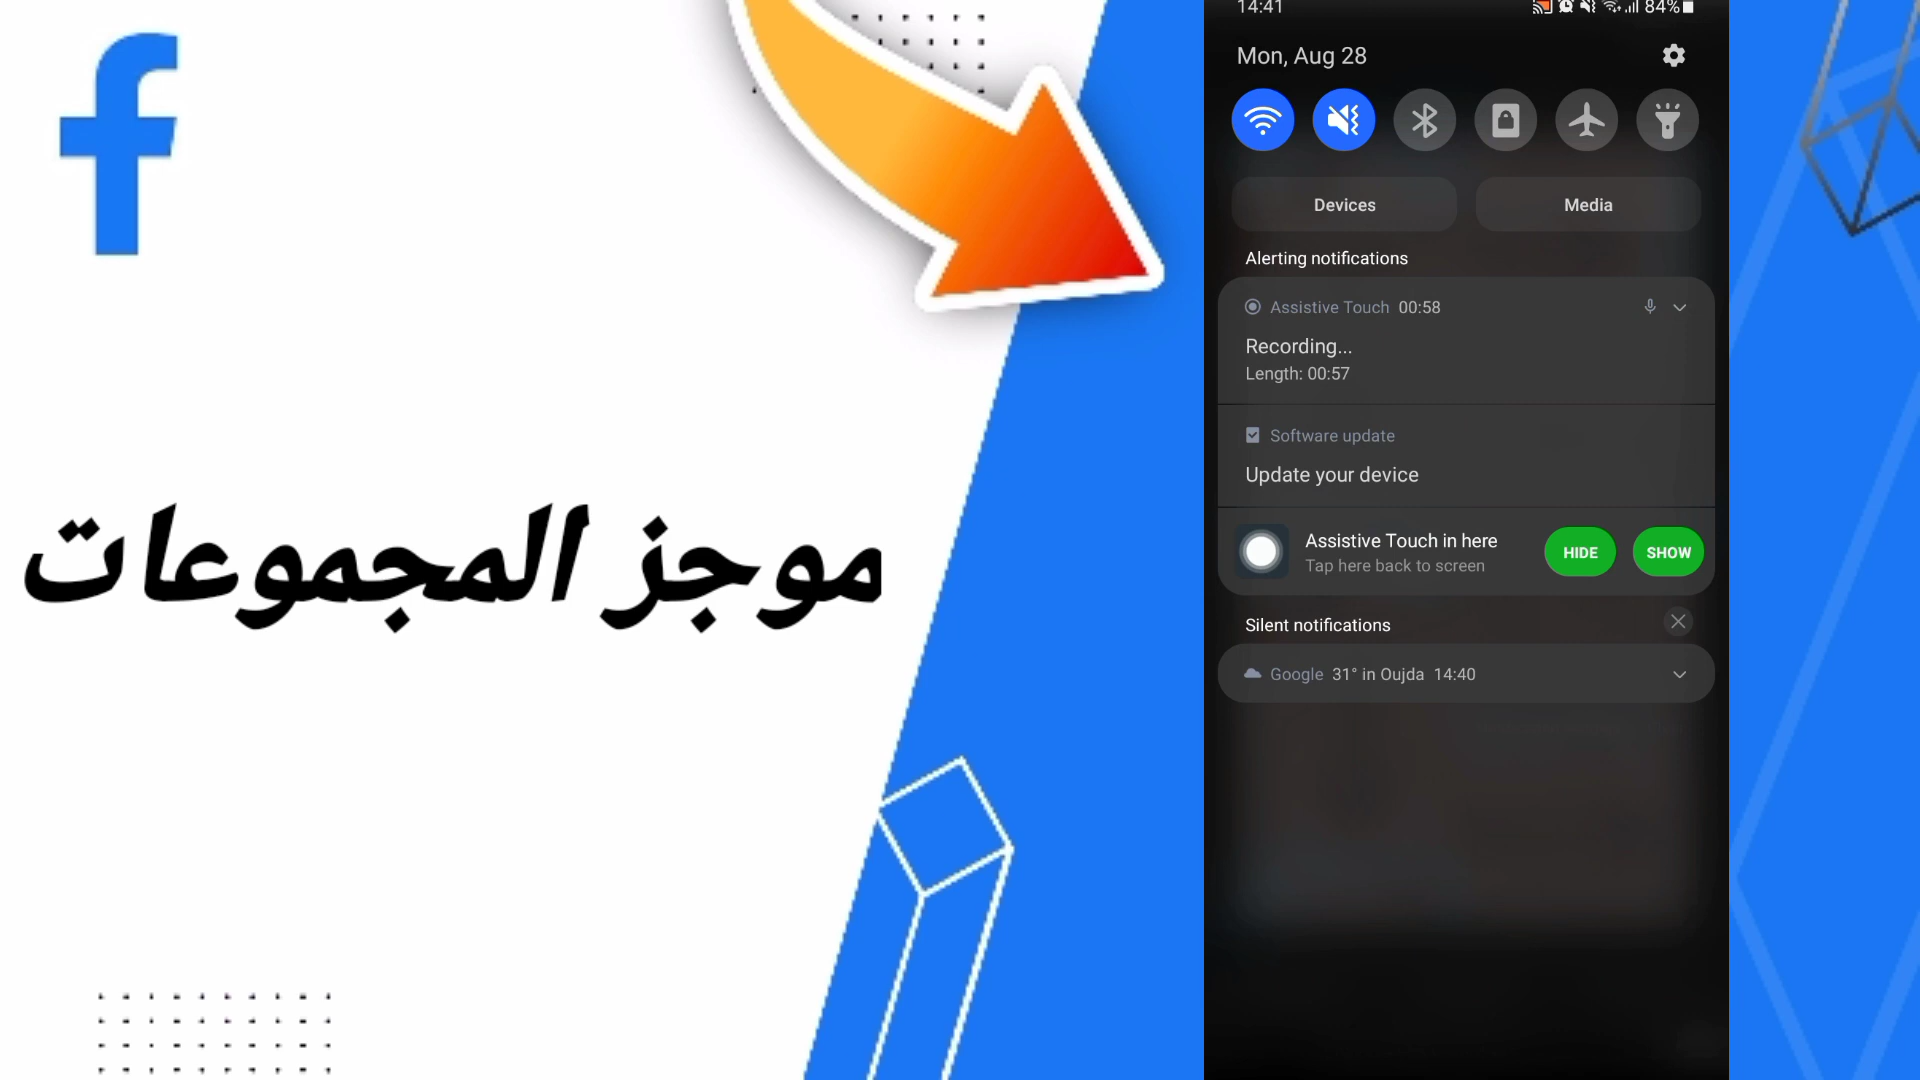 موجز المجموعات
14:41
84%
Mon, Aug 28
Devices
Media
Alerting notifications
Assistive Touch 00:58
Recording...
Length: 00:57
Software update
Update your device
Assistive Touch in here
Tap here back to screen
HIDE
SHOW
Silent notifications
Google 31° in Oujda 14:40